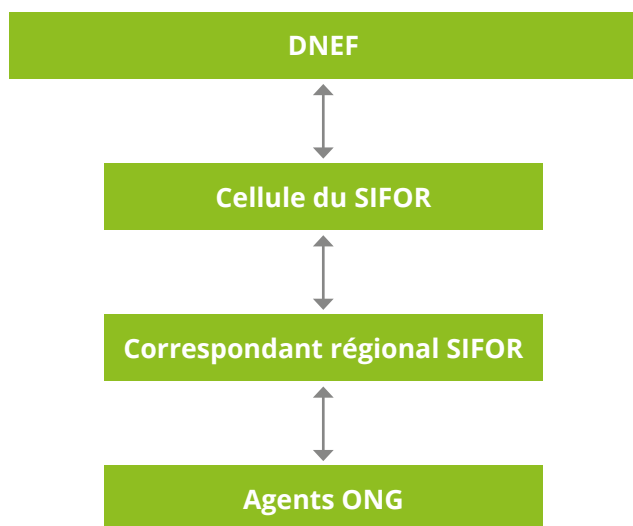 DNEF
Cellule du SIFOR
Correspondant régional SIFOR
Agents ONG